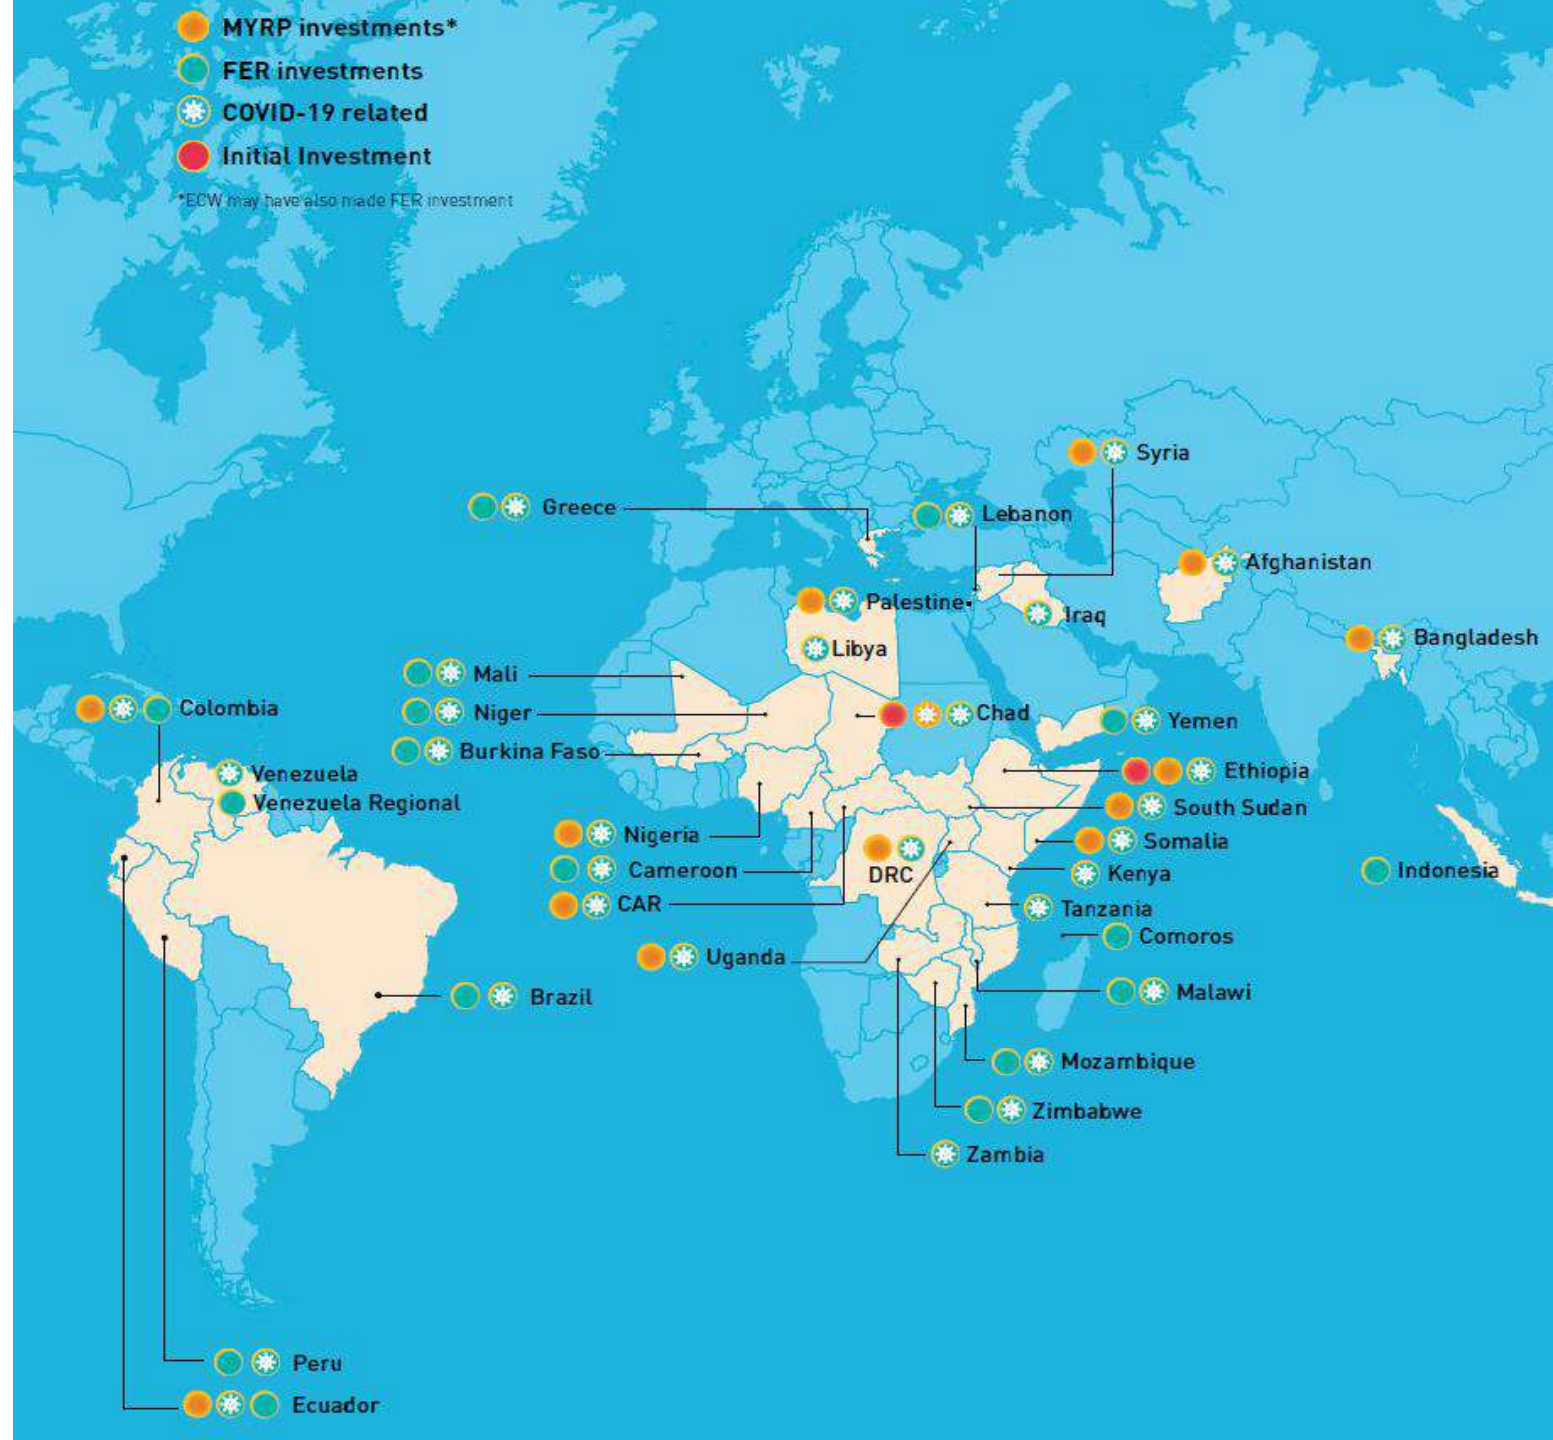 MYRP investments*
FER investments
COVID-19 related
Initial Investment
*ECW may have also made FER investment
Syria
Greece
Lebanon
Afghanistan
Palestine
Iraq
Bangladesh
Libya
Mali
Colombia
Niger
Chad
Yemen
Burkina Faso
Venezuela
Ethiopia
Venezuela Regional
South Sudan
Nigeria
Somalia
Cameroon
DRC
Kenya
Indonesia
CAR
Tanzania
Comoros
Uganda
Brazil
Malawi
Mozambique
Zimbabwe
Zambia
Peru
Ecuador